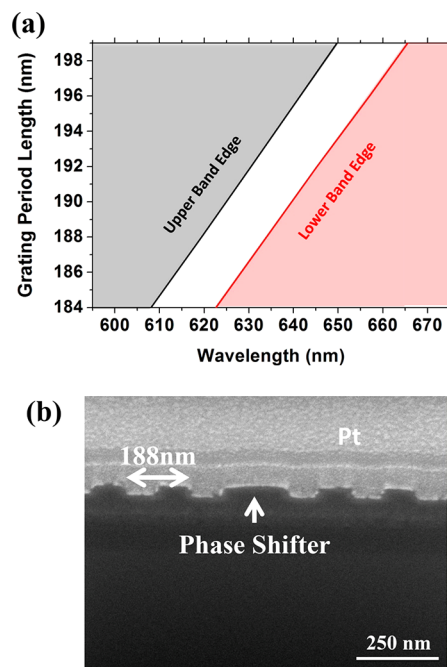 (a)
198
196
194
192
190
188
186
184
Grating Period Length (nm)
Upper Band Edge
Lower Band Edge
600 610 620 630 640 650 660 670
Wavelength (nm)
(b)
Pt
188nm
Phase Shifter
250 nm